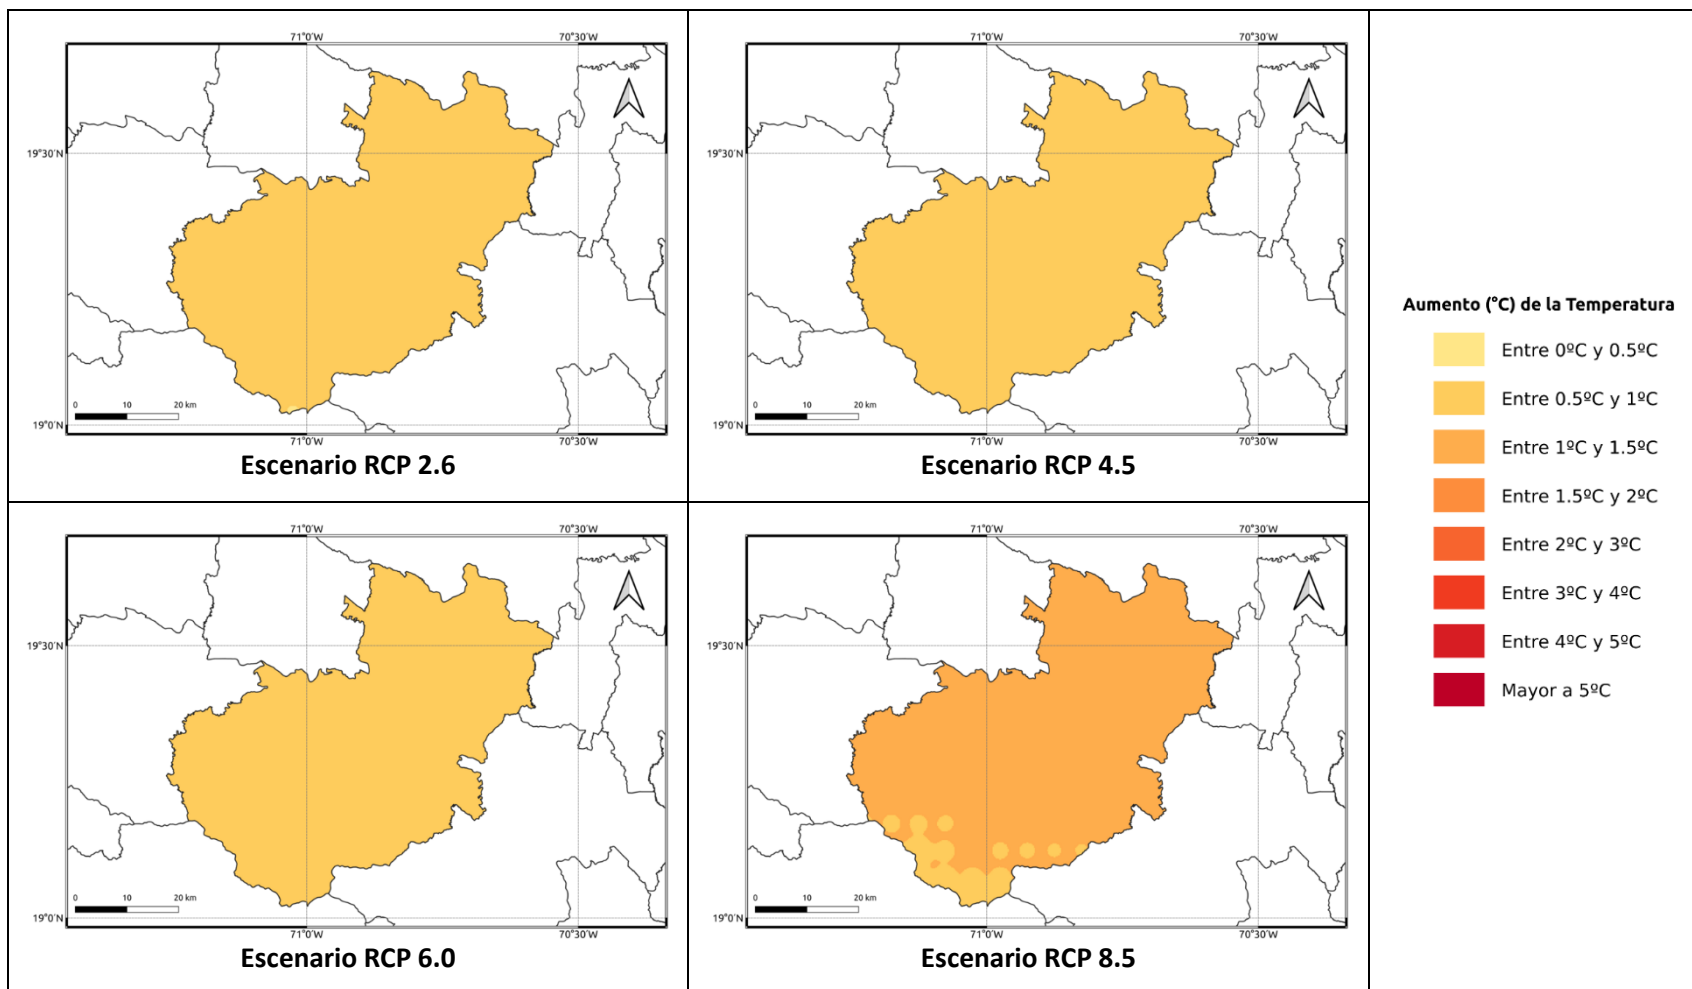 71°0'W 70°30'W
19°30'N
19°0'N
0 10 20 km
71°0'W 70°30'W
Escenario RCP 2.6
71°0'W 70°30'W
19°30'N
19°0'N
0 10 20 km
71°0'W 70°30'W
Escenario RCP 4.5
71°0'W 70°30'W
19°30'N
19°0'N
0 10 20 km
71°0'W 70°30'W
Escenario RCP 6.0
71°0'W 70°30'W
19°30'N
19°0'N
0 10 20 km
71°0'W 70°30'W
Escenario RCP 8.5
Aumento (°C) de la Temperatura
Entre 0ºC y 0.5ºC
Entre 0.5ºC y 1ºC
Entre 1ºC y 1.5ºC
Entre 1.5ºC y 2ºC
Entre 2ºC y 3ºC
Entre 3ºC y 4ºC
Entre 4ºC y 5ºC
Mayor a 5ºC